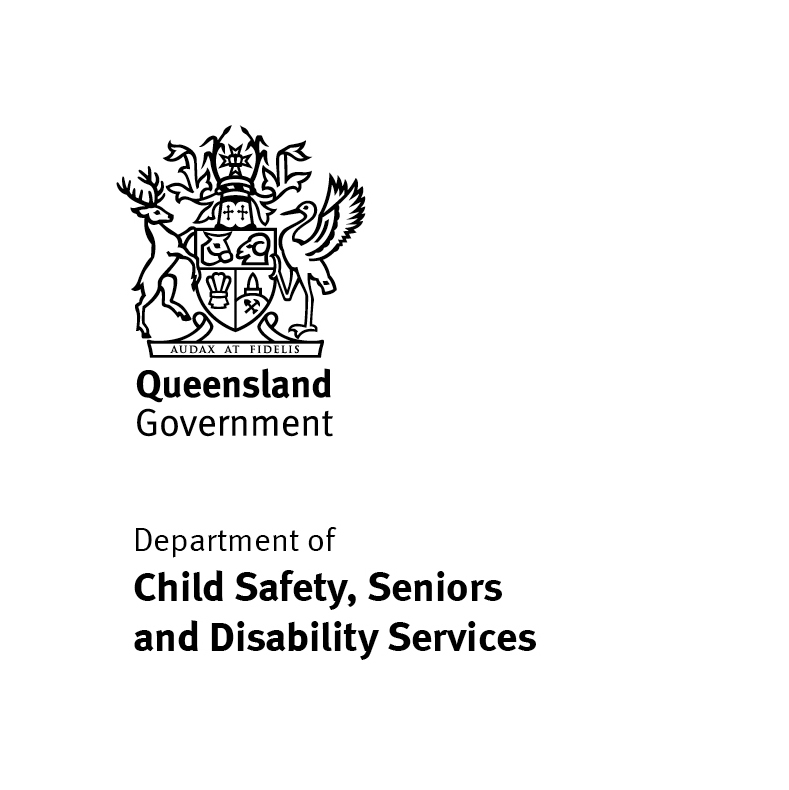 AUDAX AT FIDELIS
Queensland
Government
Department of
Child Safety, Seniors
and Disability Services